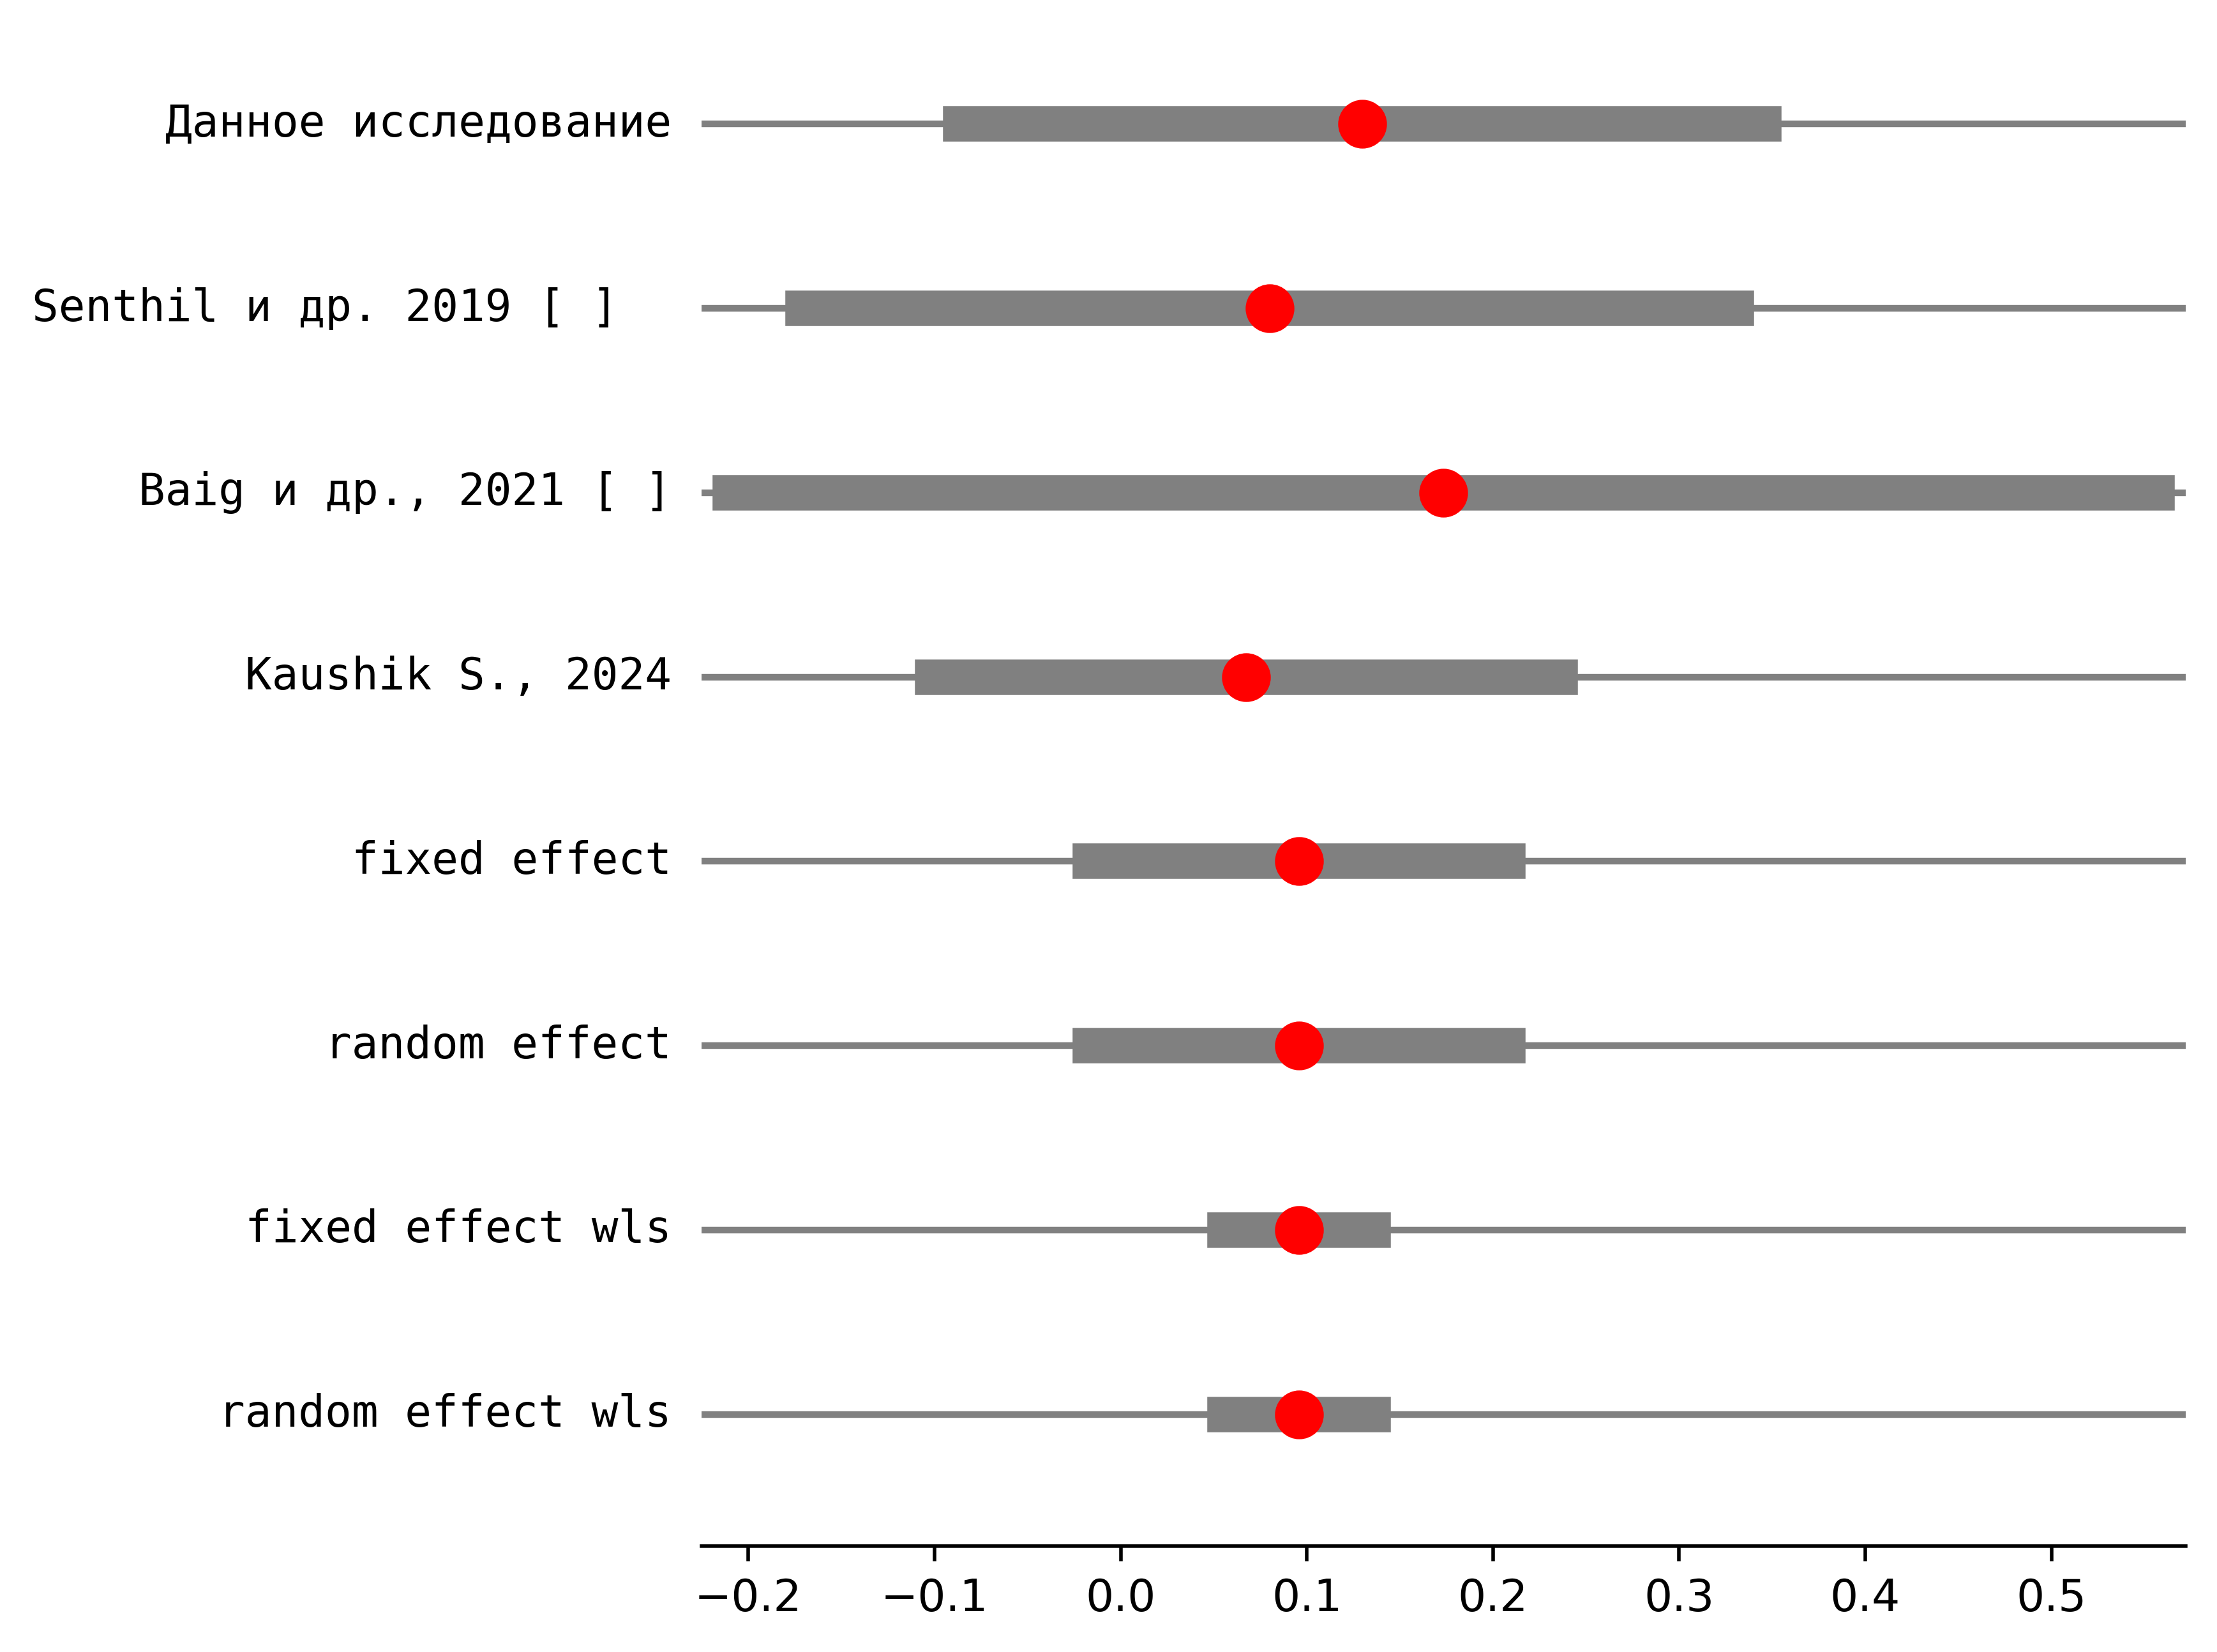 Данное исследование
Senthil и др. 2019 [ ]
Baig и др., 2021 [ ]
Kaushik S., 2024
fixed effect
random effect
fixed effect wls
random effect wls
−0.2 −0.1 0.0 0.1 0.2 0.3 0.4 0.5